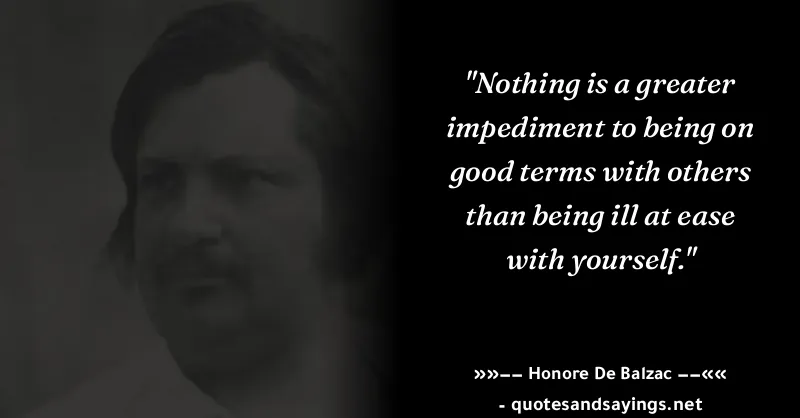 "Nothing is a greater
impediment to being on
good terms with others
than being ill at ease
with yourself."
»»−− Honore De Balzac −−««
- quotesandsayings.net